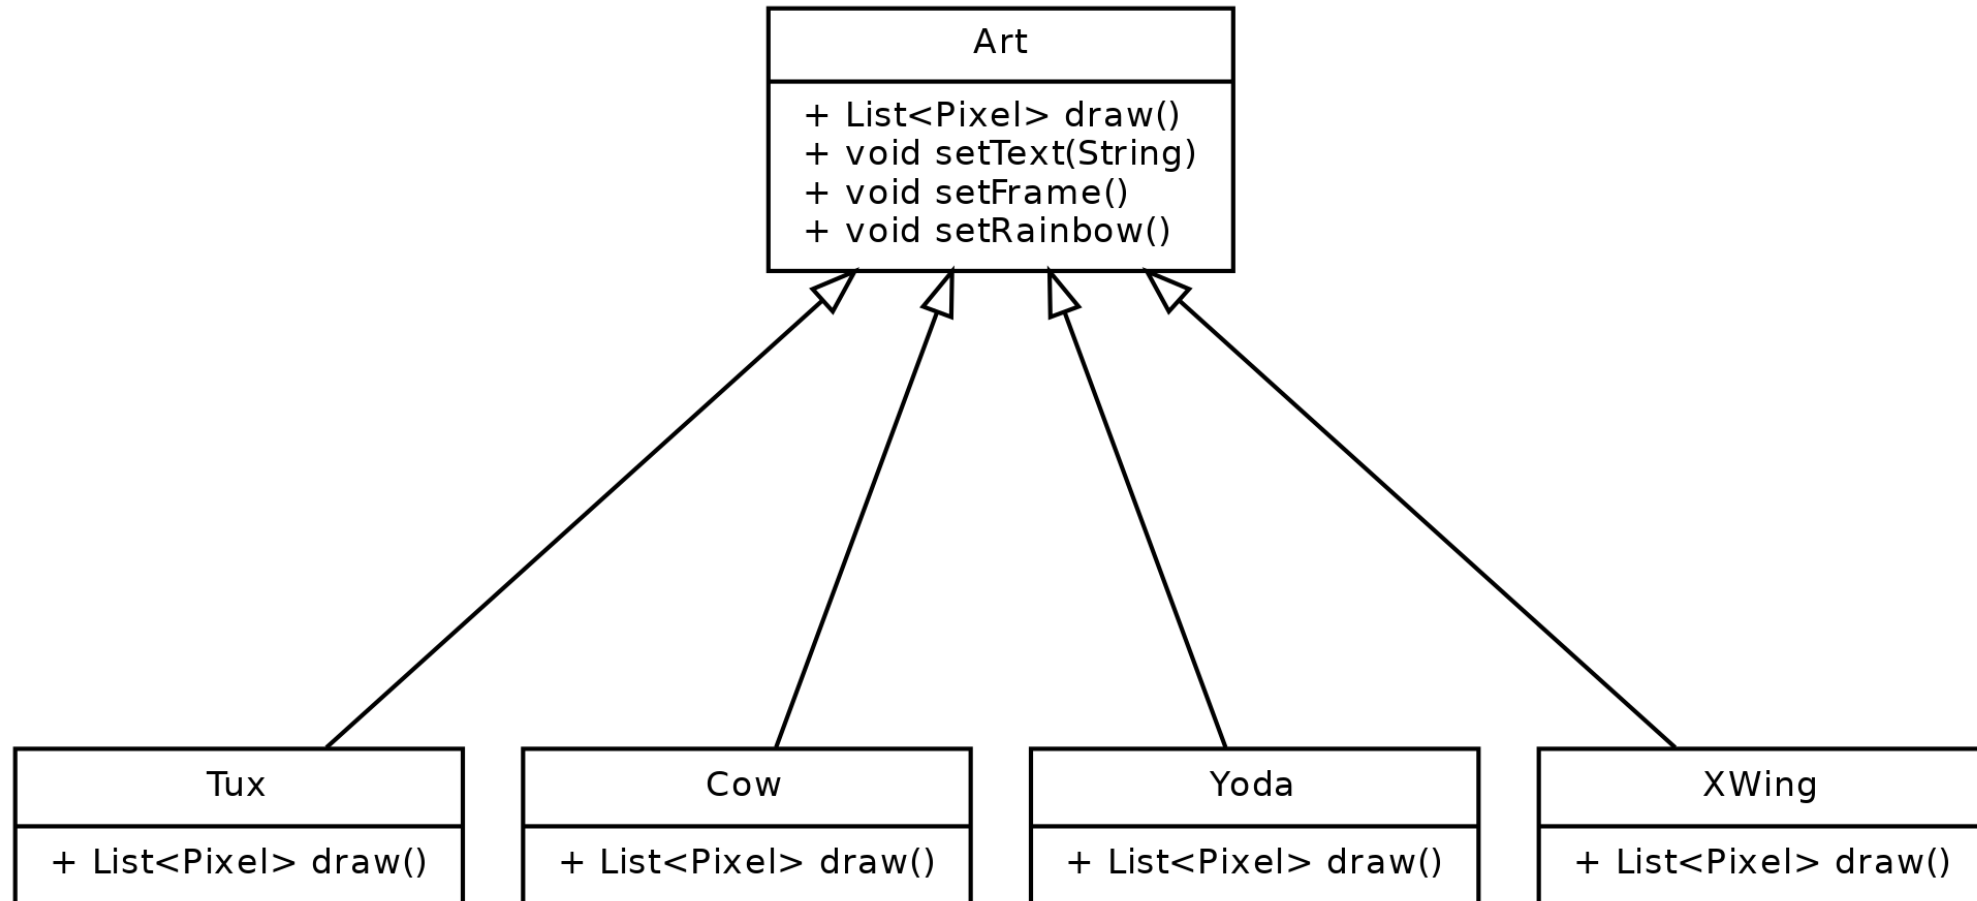 Art
+ List<Pixel> draw()
+ void setText(String)
+ void setFrame()
+ void setRainbow()
Tux
+ List<Pixel> draw()
Cow
+ List<Pixel> draw()
Yoda
+ List<Pixel> draw()
XWing
+ List<Pixel> draw()